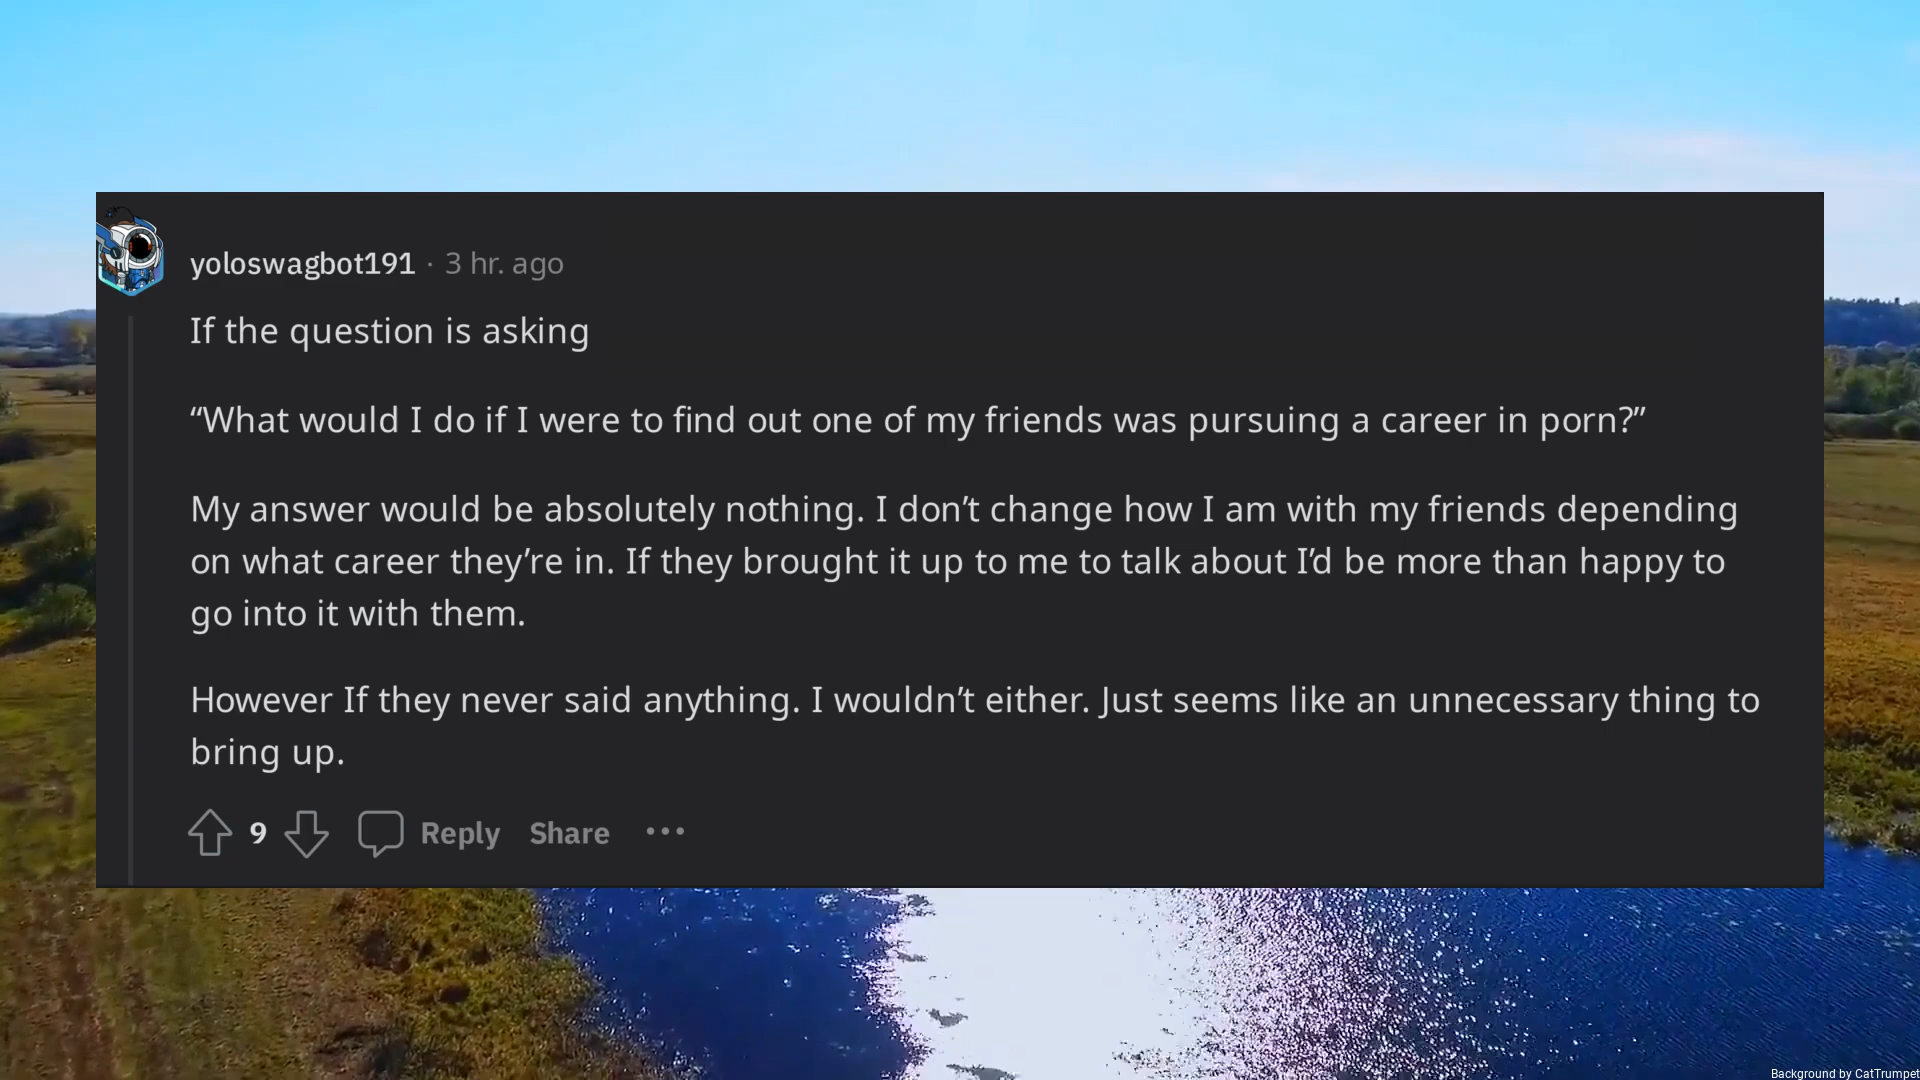 yoloswagbot191 · 3 hr. ago
If the question is asking
“What would I do if I were to find out one of my friends was pursuing a career in porn?”
My answer would be absolutely nothing. I don’t change how I am with my friends depending
on what career they’re in. If they brought it up to me to talk about I’d be more than happy to
go into it with them.
However If they never said anything. I wouldn’t either. Just seems like an unnecessary thing to
bring up.
9 Reply Share ···
Background by CatTrumpet